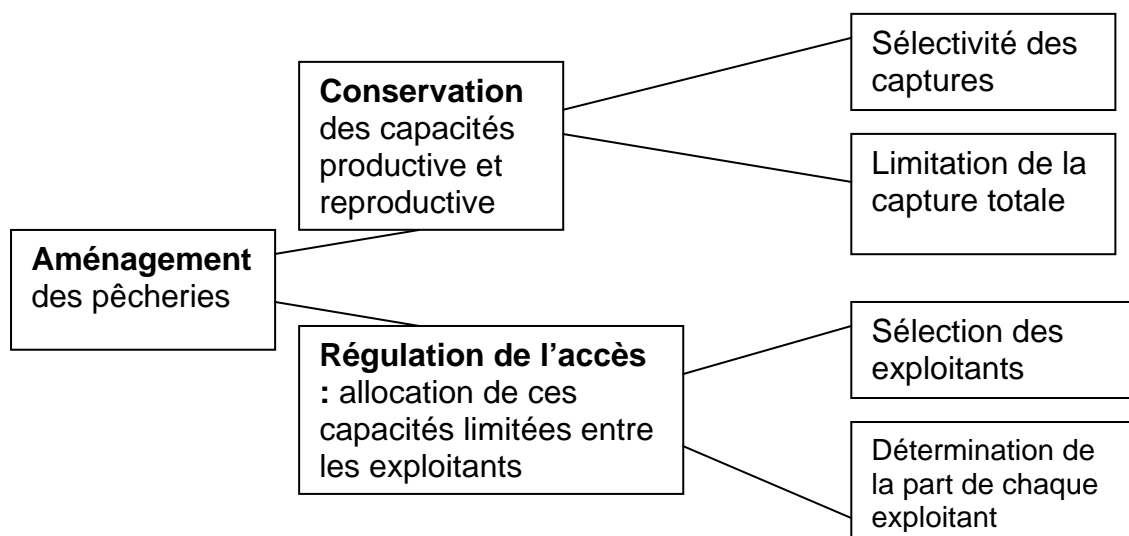 Aménagement
des pêcheries
Conservation
des capacités
productive et
reproductive
Régulation de l’accès
: allocation de ces
capacités limitées entre
les exploitants
Sélectivité des
captures
Limitation de la
capture totale
Sélection des
exploitants
Détermination de
la part de chaque
exploitant